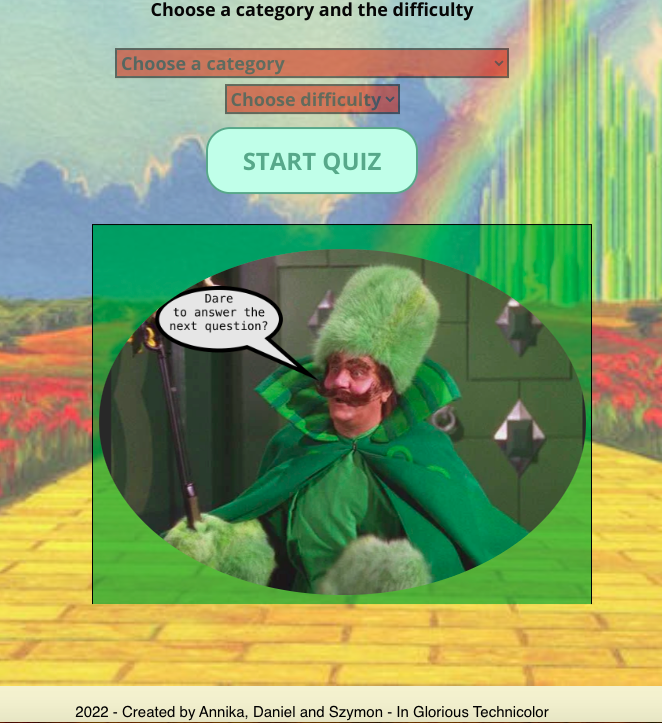 Choose a category and the difficulty
Choose a category
Choose difficulty
START QUIZ
Dare
to answer the
next question?
2022 - Created by Annika, Daniel and Szymon - In Glorious Technicolor